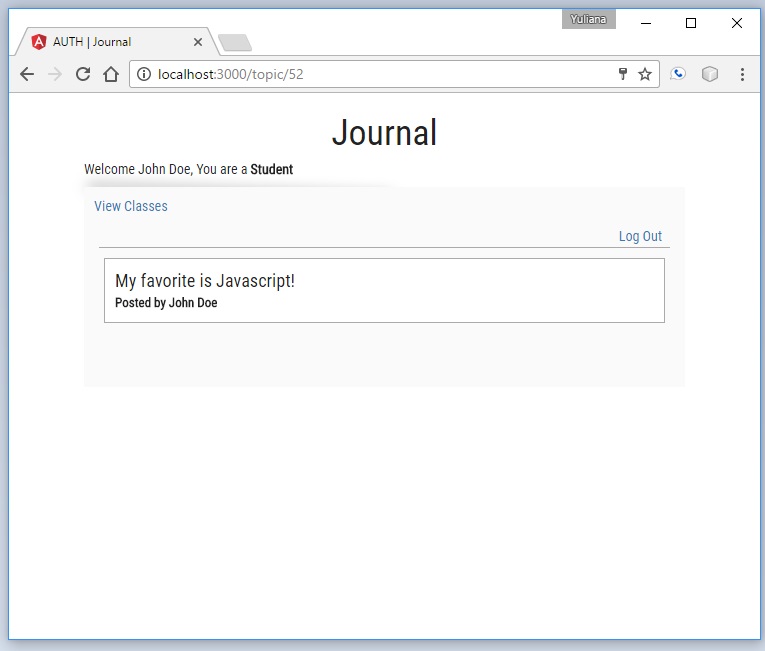 Yuliana
AUTH | Journal
localhost:3000/topic/52
Journal
Welcome John Doe, You are a Student
View Classes
Log Out
My favorite is Javascript!
Posted by John Doe